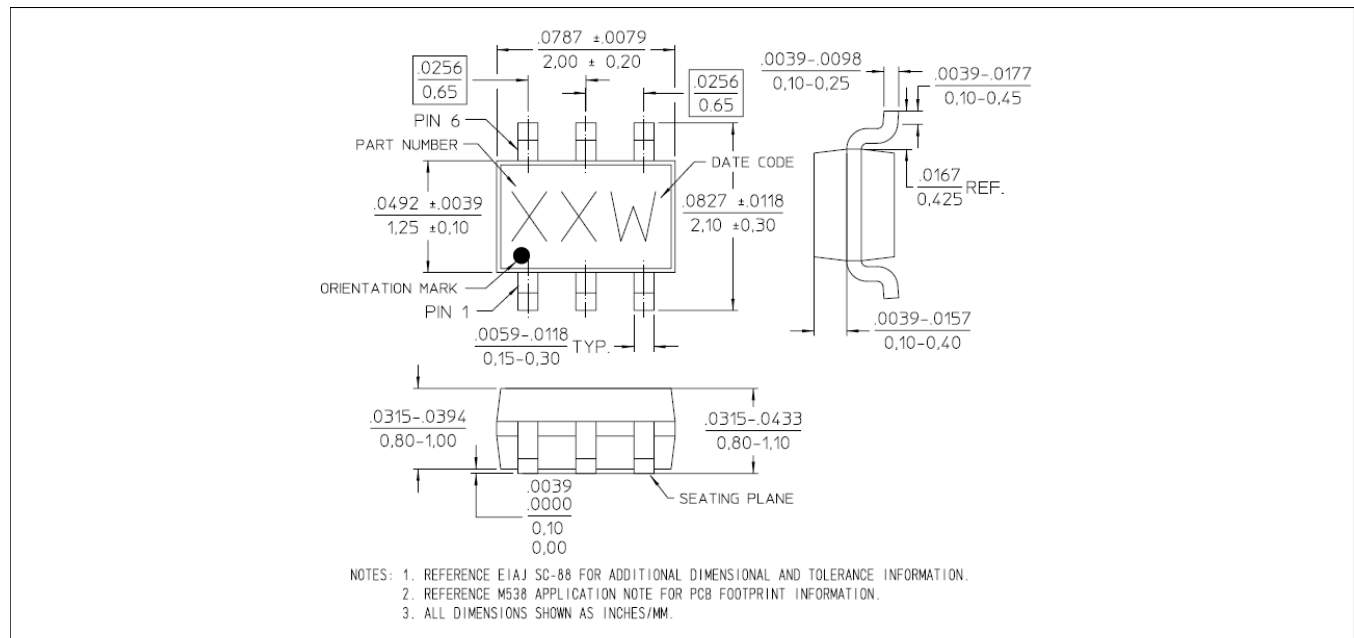 .0787 ±.0079
2,00 ± 0,20
.0256
0,65
.0256
0.65
.0039-.0098
0,10-0,25
.0039-.0177
0,10-0,45
PIN 6
PART NUMBER
DATE CODE
.0492 ±.0039
1,25 ±0,10
XXW
.0827 ±.0118
2,10 ±0,30
.0167
0,425
REF.
ORIENTATION MARK
PIN 1
.0059-.0118
0,15-0,30
TYP.
.0039-.0157
0,10-0,40
.0315-.0394
0,80-1,00
.0315-.0433
0,80-1,10
.0039
.0000
0,10
0,00
SEATING PLANE
NOTES: 1. REFERENCE EIAJ SC-88 FOR ADDITIONAL DIMENSIONAL AND TOLERANCE INFORMATION.
2. REFERENCE M538 APPLICATION NOTE FOR PCB FOOTPRINT INFORMATION.
3. ALL DIMENSIONS SHOWN AS INCHES/MM.